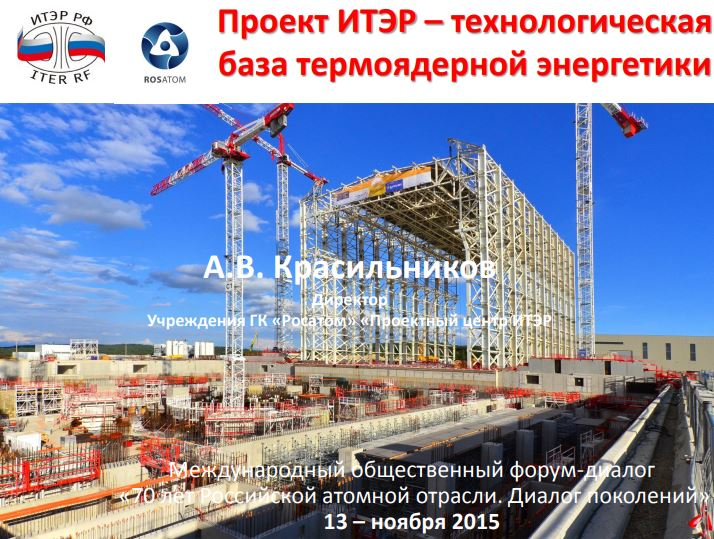 ИТЭР РФ
ITER RF
ROSATOM
Проект ИТЭР – технологическая
база термоядерной энергетики
А.В. Красильников
Директор
Учреждения ГК «Росатом» «Проектный центр ИТЭР
Международный общественный форум-диалог
«70 лет Российской атомной отрасли. Диалог поколений»
13 – ноября 2015